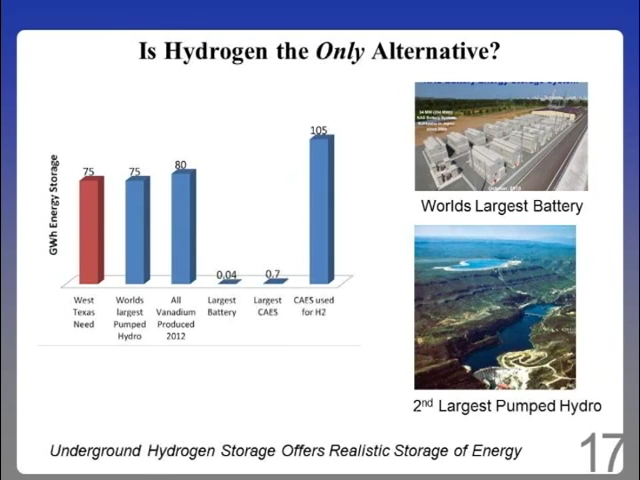 Is Hydrogen the Only Alternative?
GWh Energy Storage
75
75
80
0.04
0.7
105
West
Texas
Need
Worlds
largest
Pumped
Hydro
All
Vanadium
Produced
2012
Largest
Battery
Largest
CAES
CAES used
for H2
Worlds Largest Battery
2nd Largest Pumped Hydro
Underground Hydrogen Storage Offers Realistic Storage of Energy
17